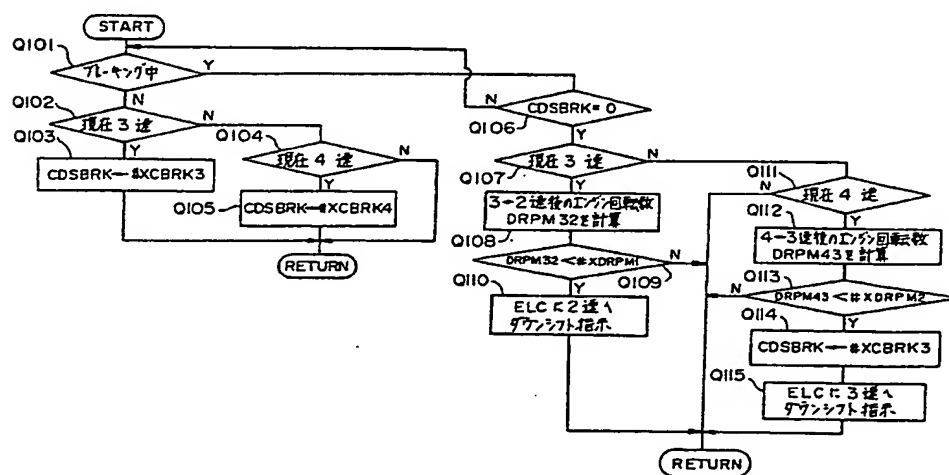 START
Q101
ブレーキング中
Y
N
Q102
現在 3 速
N
Y
Q103
CDSBRK←#XCBRK3
Q104
現在 4 速
N
Y
Q105
CDSBRK←#XCBRK4
RETURN
N
CDSBRK=0
Q106
Y
現在 3 速
N
Q107
Y
3-2速後のエンジン回転数
DRPM32を計算
Q108
DRPM32<#XDRPM1
N
Q109
Y
Q110
ELCに2速へ
ダウンシフト指示
Q111
N
現在 4 速
Q112
Y
4-3速後のエンジン回転数
DRPM43を計算
Q113
N
DRPM43<#XDRPM2
Q114
Y
CDSBRK←#XCBRK3
Q115
ELCに3速へ
ダウンシフト指示
RETURN